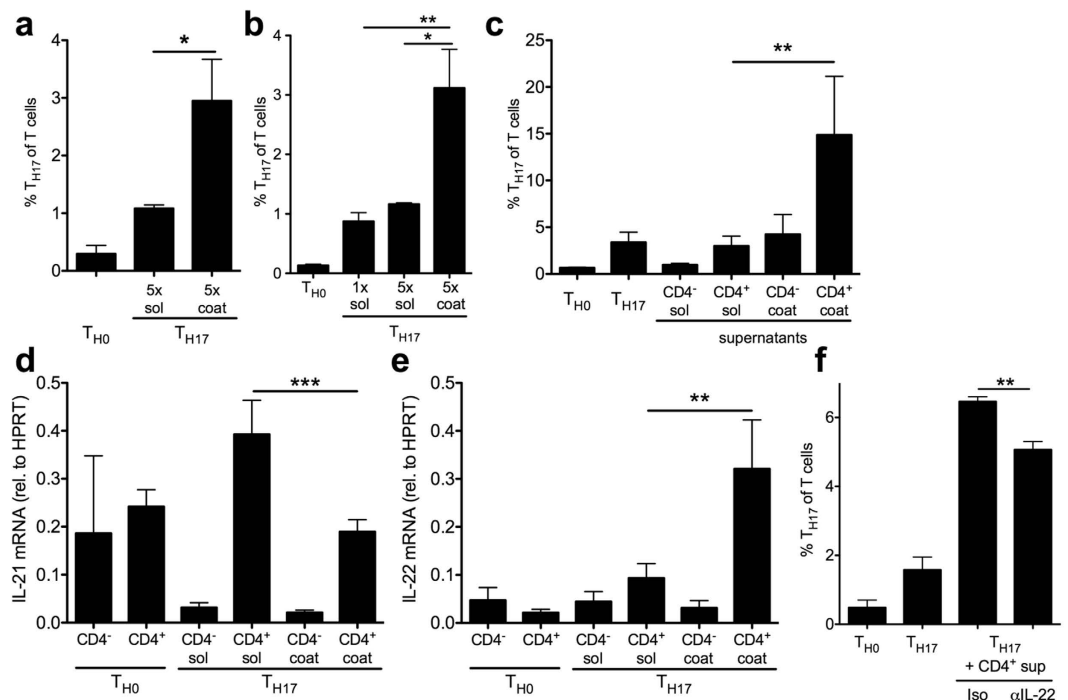 a
% TH17 of T cells
4
3
2
1
0
*
5x sol
5x coat
TH0
TH17
b
% TH17 of T cells
4
3
2
1
0
**
*
TH0
1x sol
5x sol
5x coat
TH17
c
% TH17 of T cells
25
20
15
10
5
0
**
TH0
TH17
CD4- sol
CD4+ sol
CD4- coat
CD4+ coat
supernatants
d
IL-21 mRNA (rel. to HPRT)
0.5
0.4
0.3
0.2
0.1
0.0
***
CD4-
CD4+
CD4- sol
CD4+ sol
CD4- coat
CD4+ coat
TH0
TH17
e
IL-22 mRNA (rel. to HPRT)
0.5
0.4
0.3
0.2
0.1
0.0
**
CD4-
CD4+
CD4- sol
CD4+ sol
CD4- coat
CD4+ coat
TH0
TH17
f
% TH17 of T cells
6
4
2
0
**
TH0
TH17
TH17
+ CD4+ sup
Iso
αIL-22